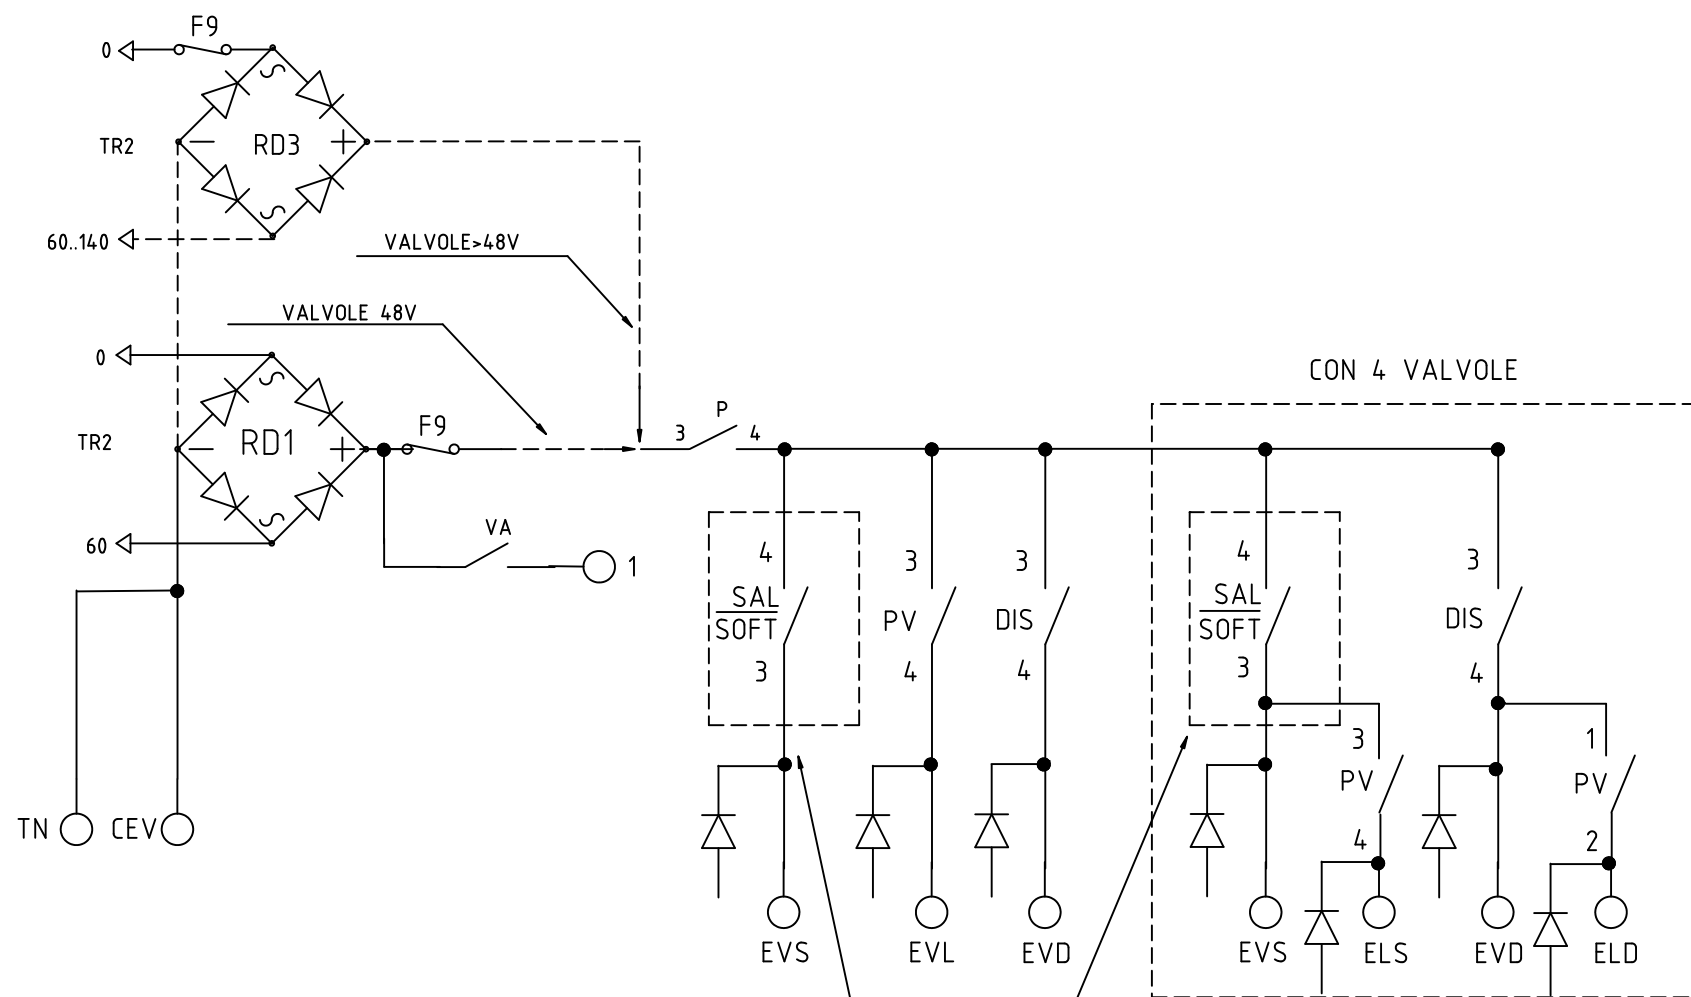 F9
0
TR2
RD3
60..140
VALVOLE>48V
VALVOLE 48V
0
TR2
RD1
F9
60
VA
1
P
3
4
CON 4 VALVOLE
4
SAL
SOFT
3
3
PV
4
3
DIS
4
4
SAL
SOFT
3
3
DIS
4
3
PV
4
1
PV
2
TN
CEV
EVS
EVL
EVD
EVS
ELS
EVD
ELD